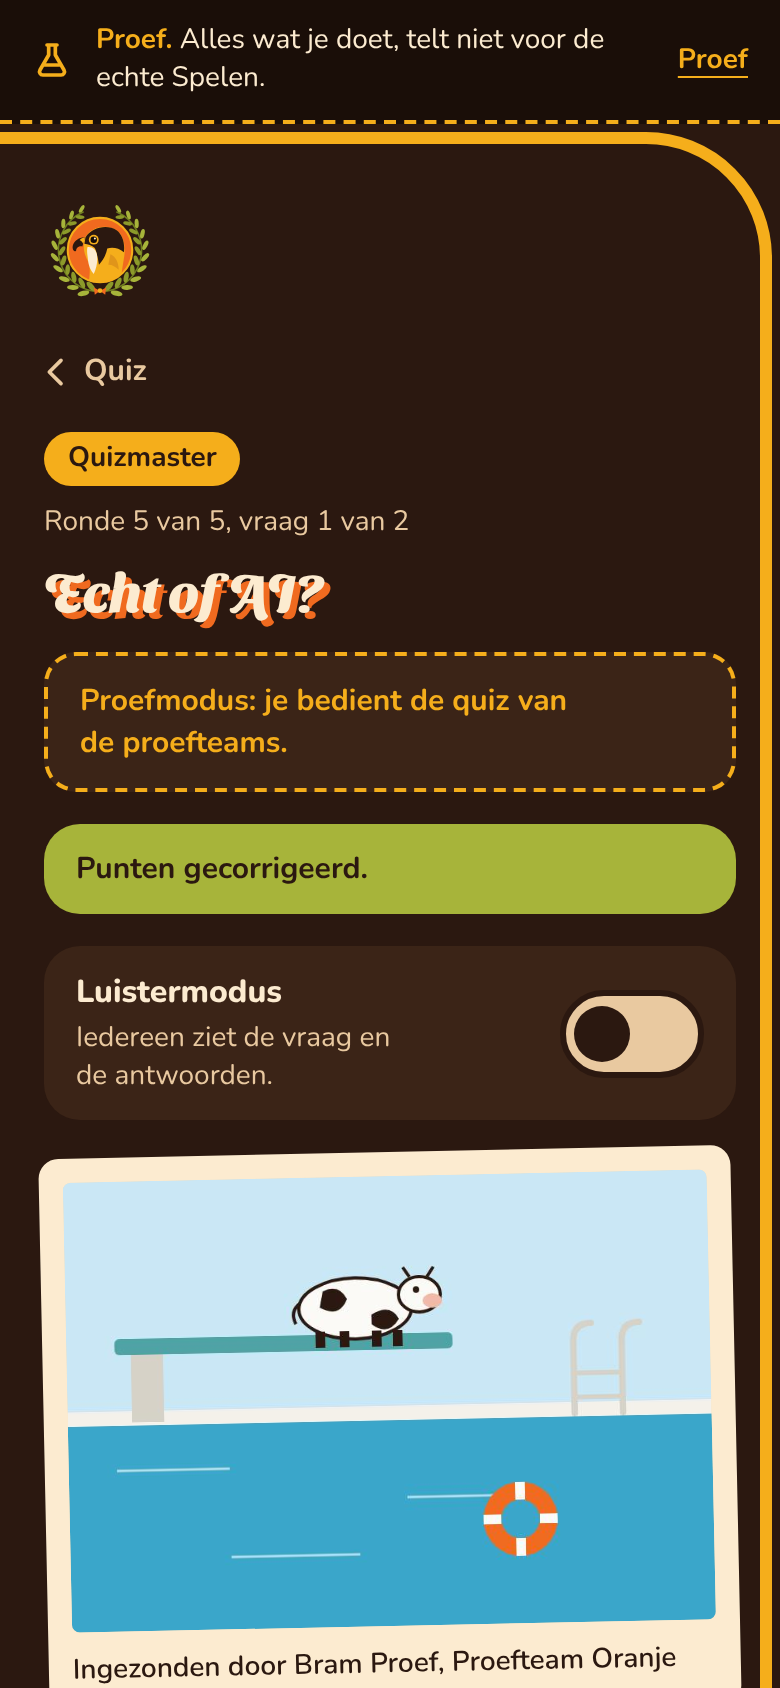 Proef. Alles wat je doet, telt niet voor de
echte Spelen.
Proef
Quiz
Quizmaster
Ronde 5 van 5, vraag 1 van 2
Echt of AI?
Proefmodus: je bedient de quiz van
de proefteams.
Punten gecorrigeerd.
Luistermodus
Iedereen ziet de vraag en
de antwoorden.
Ingezonden door Bram Proef, Proefteam Oranje